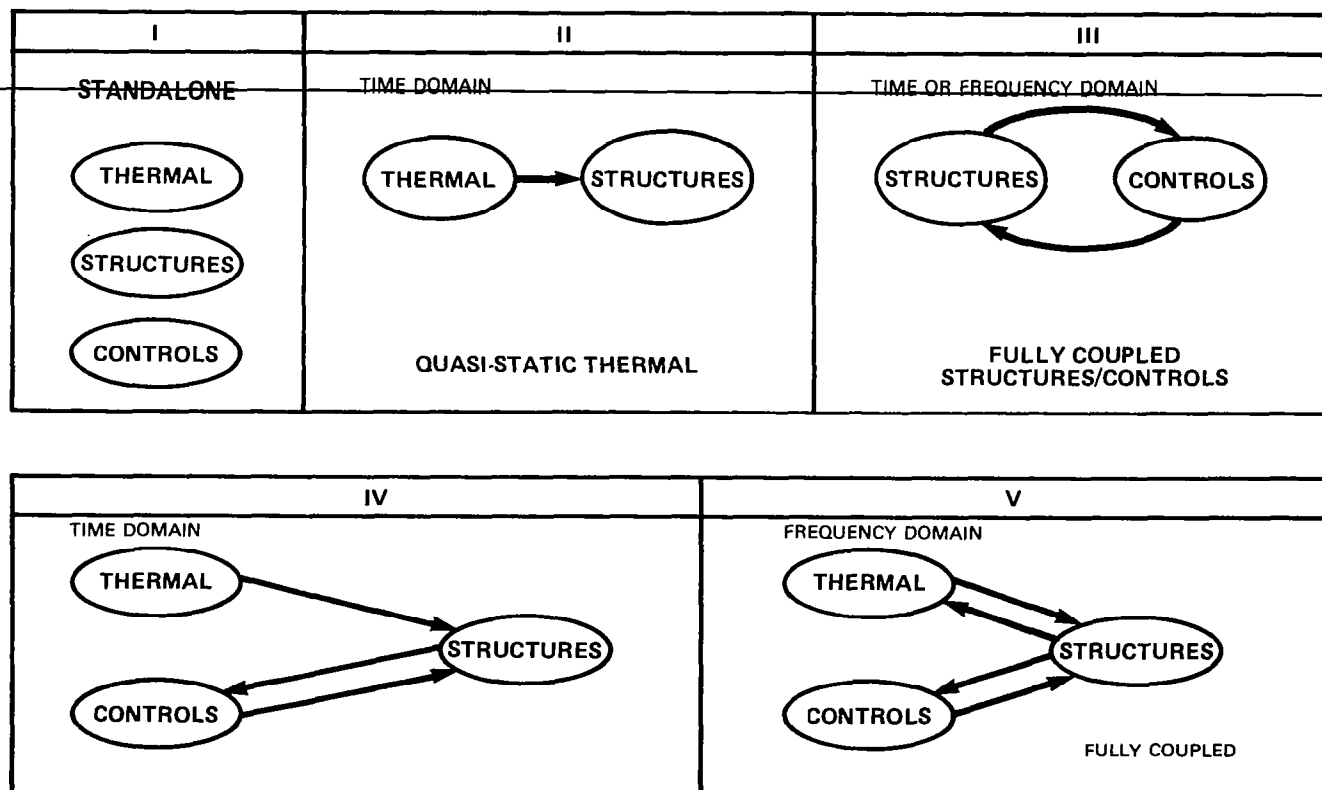 I
II
III
STANDALONE
TIME DOMAIN
TIME OR FREQUENCY DOMAIN
THERMAL
STRUCTURES
CONTROLS
THERMAL
STRUCTURES
QUASI-STATIC THERMAL
STRUCTURES
CONTROLS
FULLY COUPLED
STRUCTURES/CONTROLS
IV
V
TIME DOMAIN
THERMAL
STRUCTURES
CONTROLS
FREQUENCY DOMAIN
THERMAL
STRUCTURES
CONTROLS
FULLY COUPLED